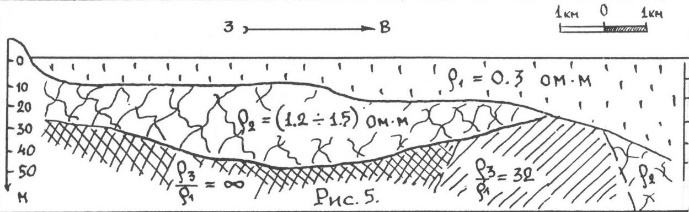 1км 0 1км
З В
0
10
20
30
40
50
м
ρ₁ = 0.3 ом·м
ρ₂ = (1.2 ÷ 1.5) ом·м
ρ₃/ρ₁ = ∞
ρ₃/ρ₁ = 32
ρ₂
Рис. 5.